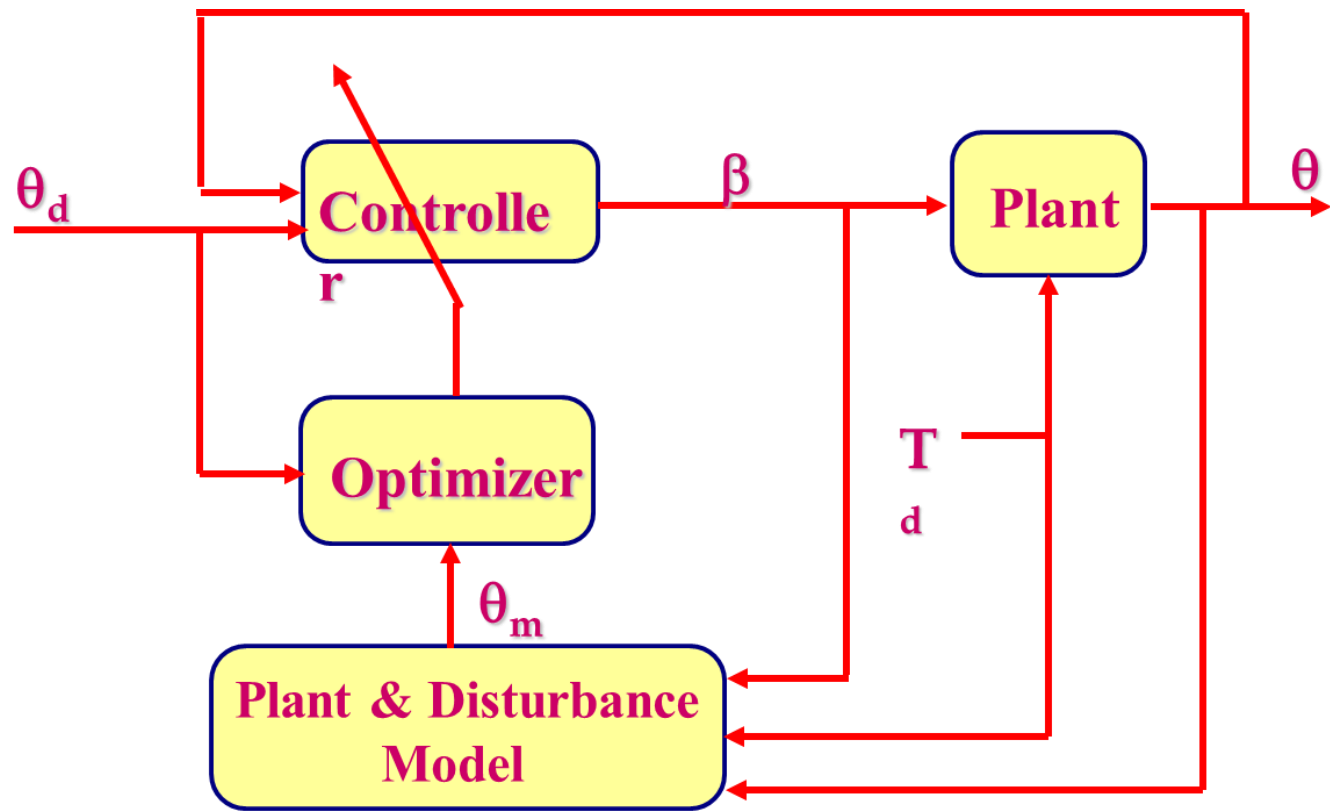 θd
Controlle
r
β
Plant
θ
Optimizer
T
d
θm
Plant & Disturbance
Model